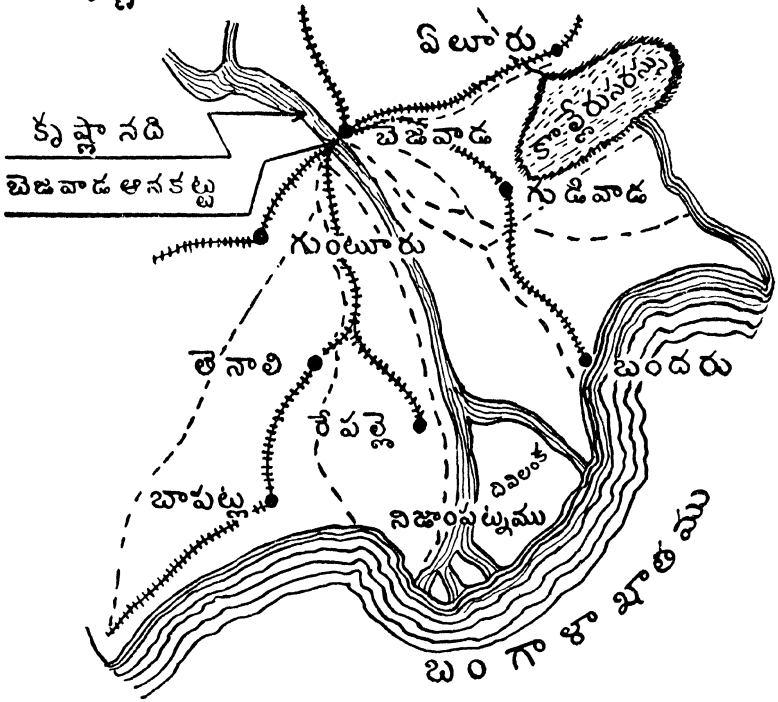 ఏలూరు
కొల్లేరుసరస్సు
కృష్ణా నది
బెజవాడ
బెజవాడ ఆనకట్టు
గుడివాడ
గుంటూరు
తెనాలి
బందరు
రేపల్లె
దివిలంక
బాపట్ల
నిజాంపట్నము
బంగాళాఖాతము